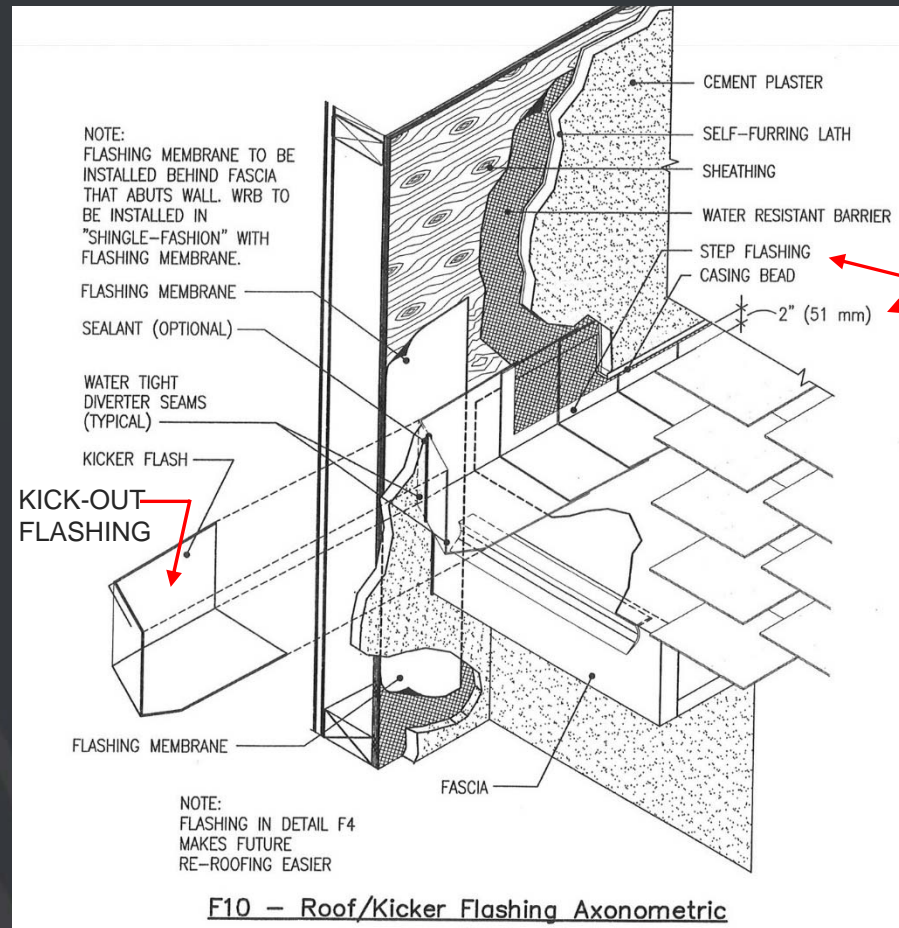 NOTE:
FLASHING MEMBRANE TO BE
INSTALLED BEHIND FASCIA
THAT ABUTS WALL. WRB TO
BE INSTALLED IN
"SHINGLE-FASHION" WITH
FLASHING MEMBRANE.
FLASHING MEMBRANE
SEALANT (OPTIONAL)
WATER TIGHT
DIVERTER SEAMS
(TYPICAL)
KICKER FLASH
KICK-OUT
FLASHING
CEMENT PLASTER
SELF-FURRING LATH
SHEATHING
WATER RESISTANT BARRIER
STEP FLASHING
CASING BEAD
2" (51 mm)
FLASHING MEMBRANE
FASCIA
NOTE:
FLASHING IN DETAIL F4
MAKES FUTURE
RE-ROOFING EASIER
F10 – Roof/Kicker Flashing Axonometric